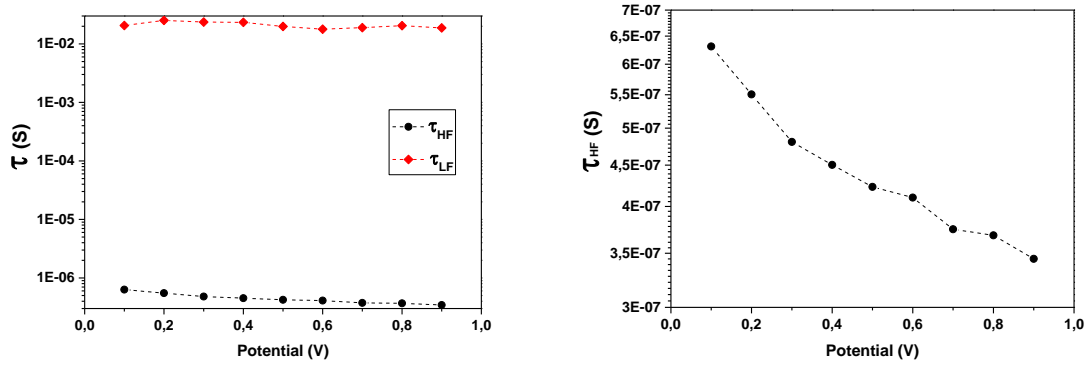 1E-02
1E-03
1E-04
1E-05
1E-06
τ (S)
τHF
τLF
0,0 0,2 0,4 0,6 0,8 1,0
Potential (V)
7E-07
6,5E-07
6E-07
5,5E-07
5E-07
4,5E-07
4E-07
3,5E-07
3E-07
τHF (S)
0,0 0,2 0,4 0,6 0,8 1,0
Potential (V)